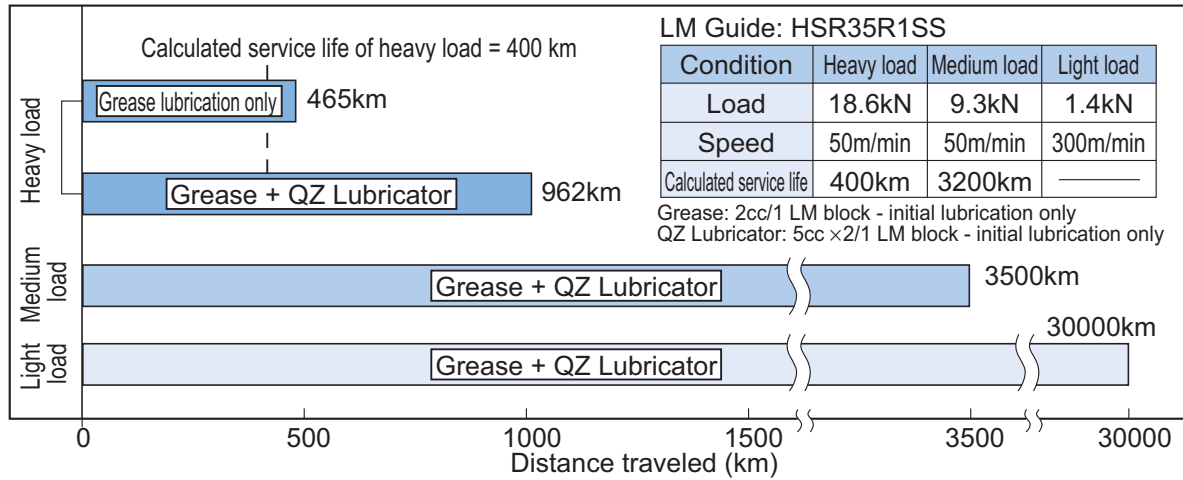 Calculated service life of heavy load = 400 km
Heavy load
Grease lubrication only
465km
Grease + QZ Lubricator
962km
Medium
load
Grease + QZ Lubricator
3500km
Light
load
Grease + QZ Lubricator
30000km
0 500 1000 1500 3500 30000
Distance traveled (km)
LM Guide: HSR35R1SS
Condition Heavy load Medium load Light load
Load 18.6kN 9.3kN 1.4kN
Speed 50m/min 50m/min 300m/min
Calculated service life 400km 3200km ———
Grease: 2cc/1 LM block - initial lubrication only
QZ Lubricator: 5cc ×2/1 LM block - initial lubrication only